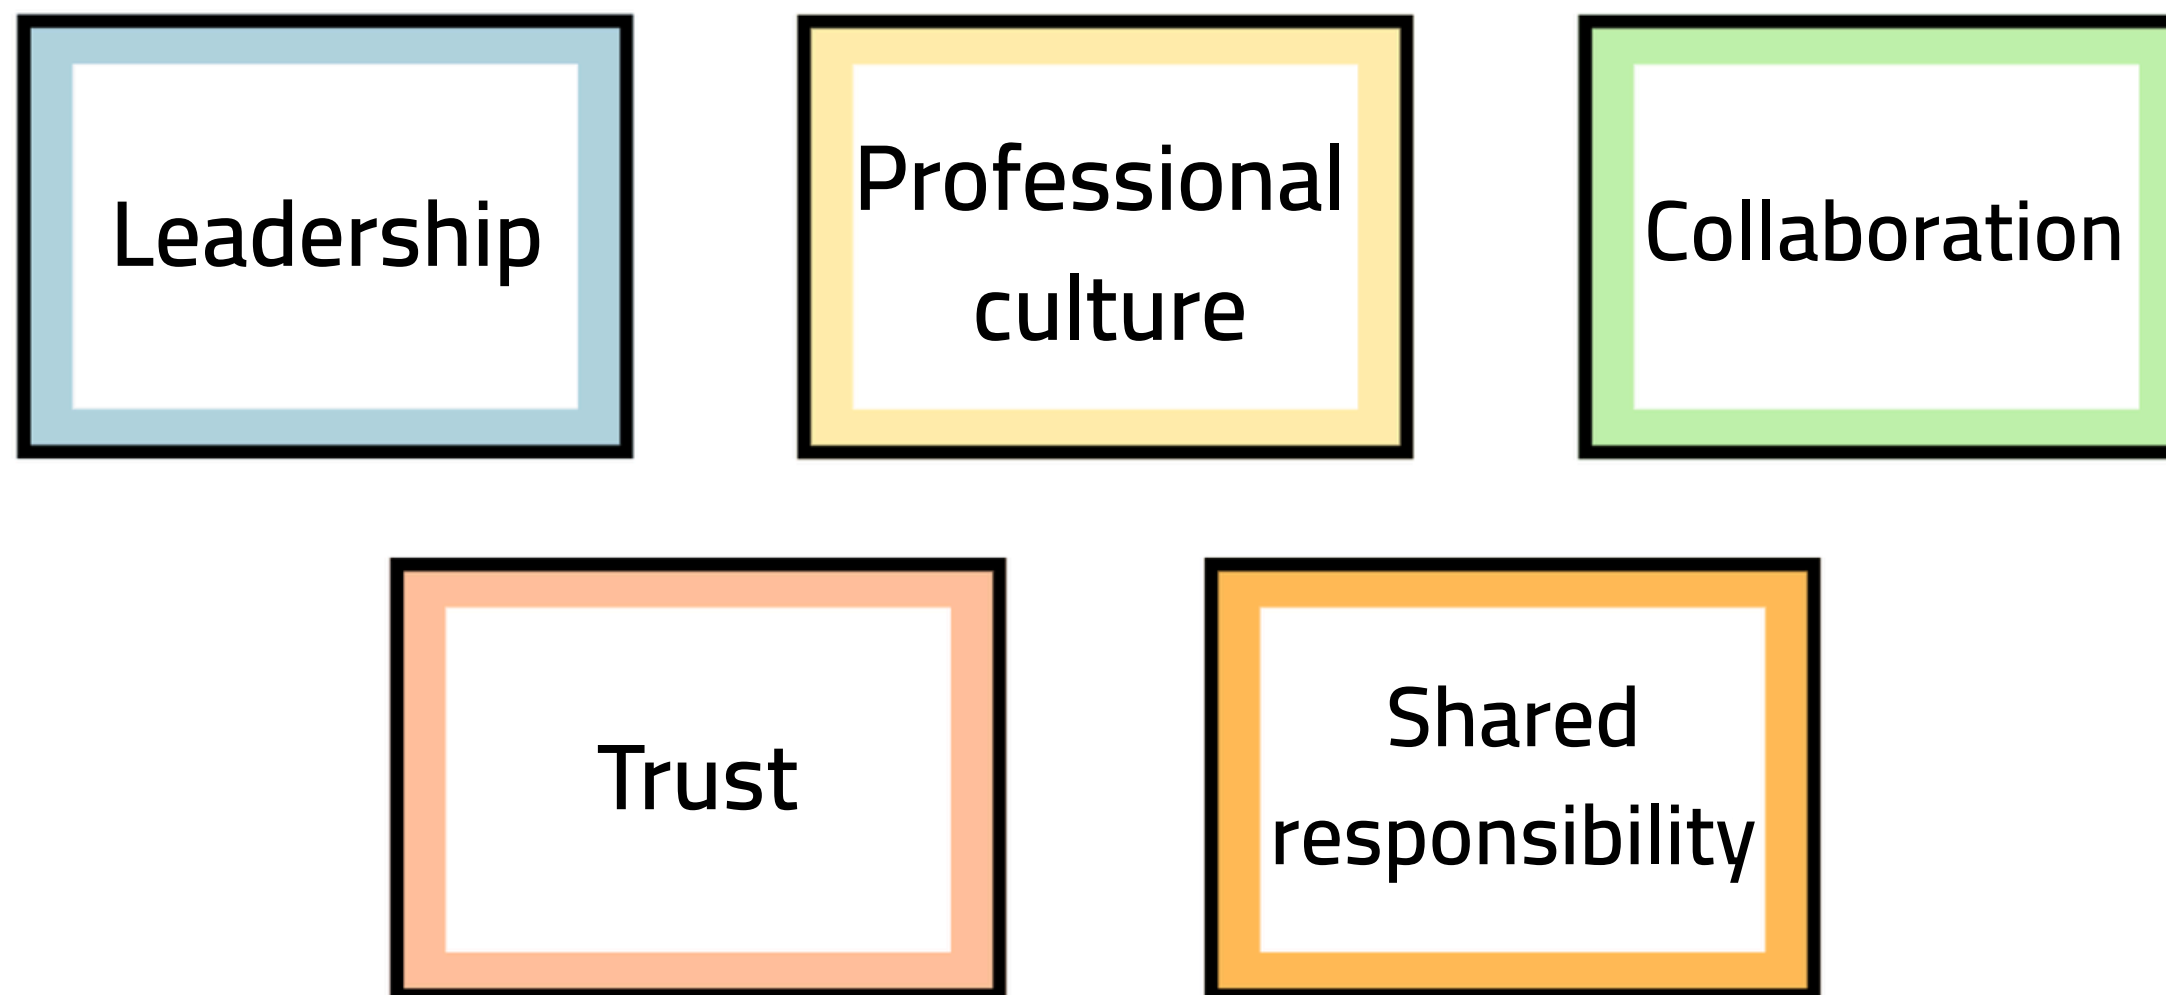 Leadership
Professional
culture
Collaboration
Trust
Shared
responsibility